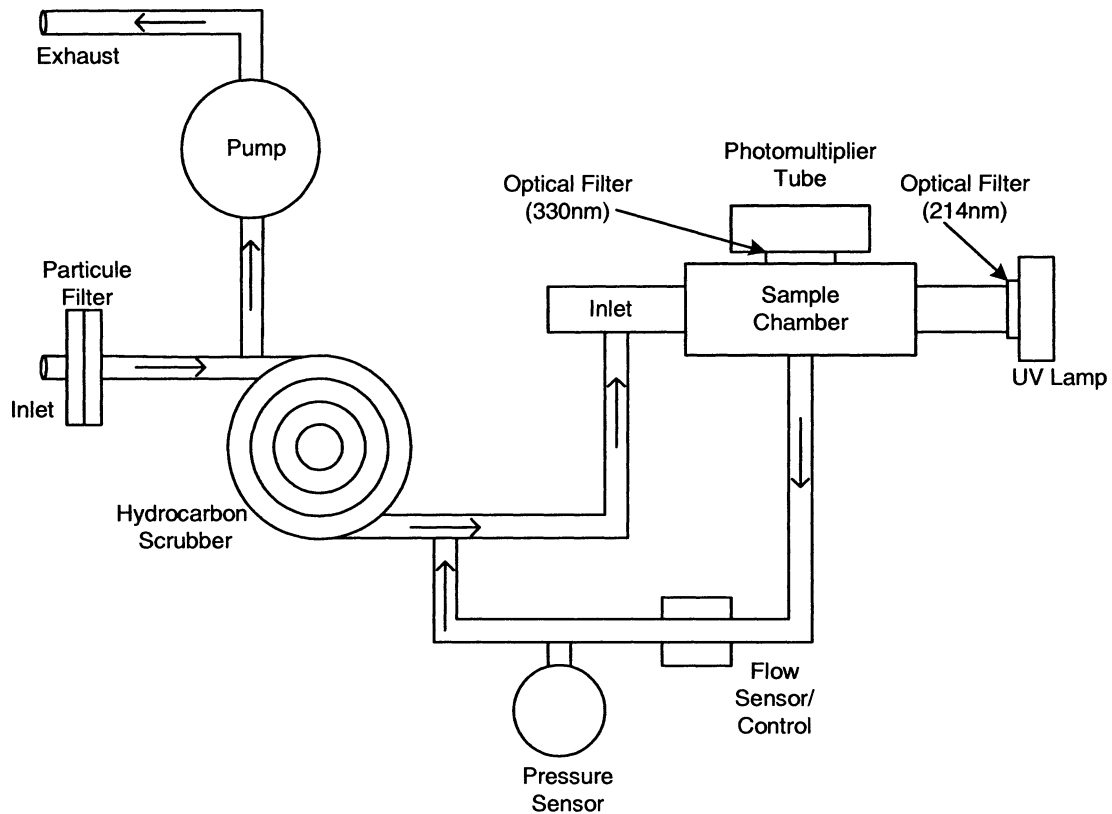 Exhaust
Pump
Photomultiplier
Tube
Optical Filter
(330nm)
Optical Filter
(214nm)
Particule
Filter
Inlet
Sample
Chamber
UV Lamp
Inlet
Hydrocarbon
Scrubber
Flow
Sensor/
Control
Pressure
Sensor